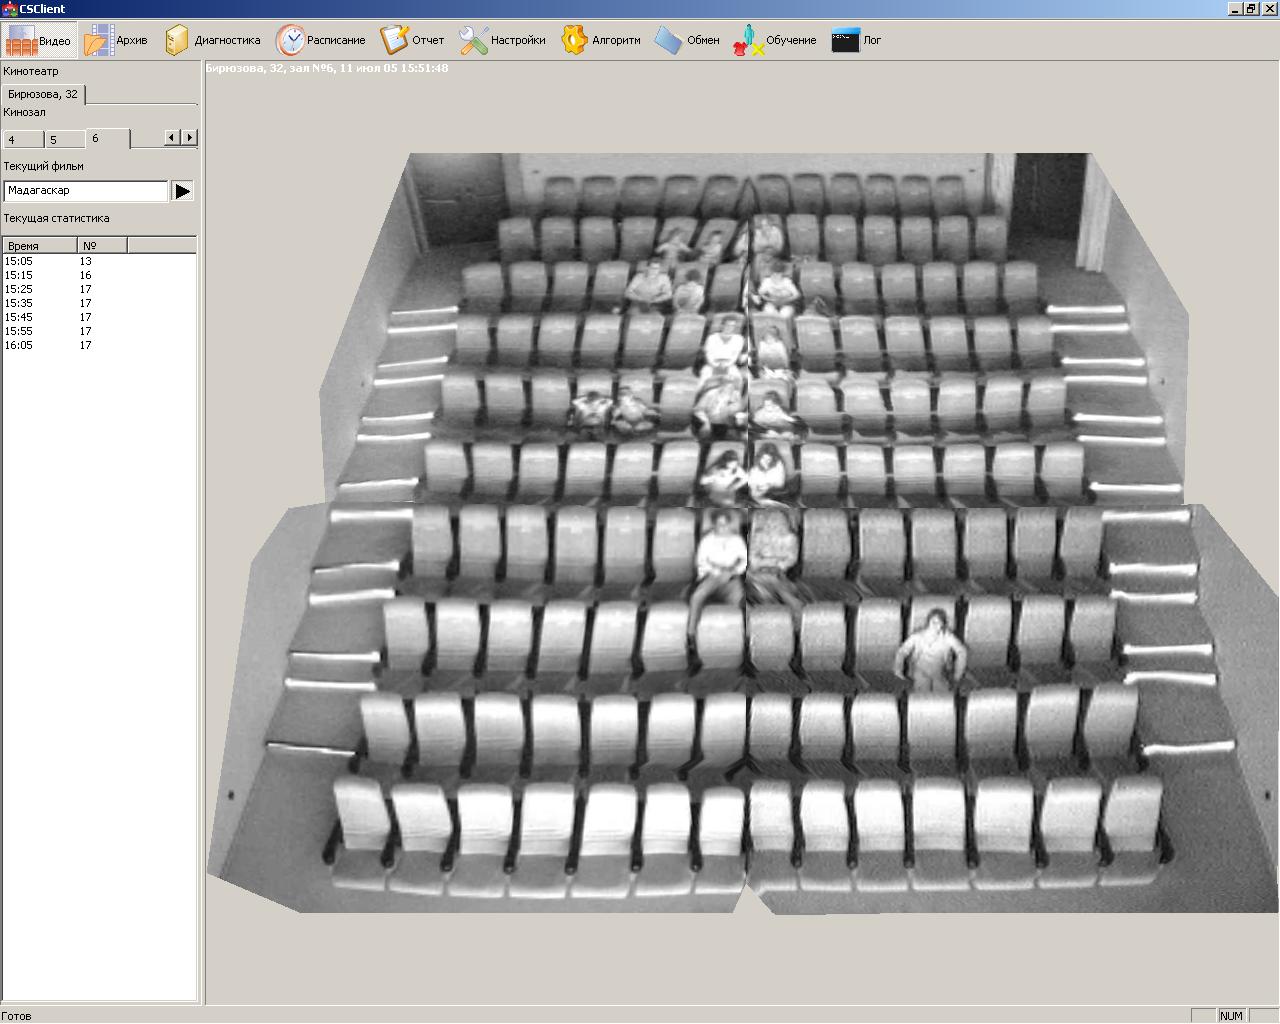 CSClient
Видео Архив Диагностика Расписание Отчет Настройки Алгоритм Обмен Обучение Лог
Кинотеатр
Бирюзова, 32
Кинозал
4 5 6
Текущий фильм
Мадагаскар
Текущая статистика
Время №
15:05 13
15:15 16
15:25 17
15:35 17
15:45 17
15:55 17
16:05 17
Бирюзова, 32, зал №6, 11 июл 05 15:51:48
Готов
NUM